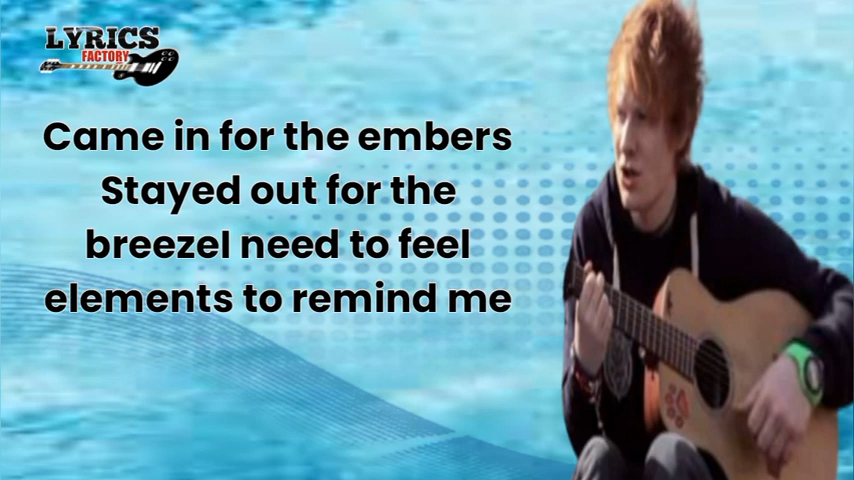 LYRICS
FACTORY
Came in for the embers
Stayed out for the
breezeI need to feel
elements to remind me